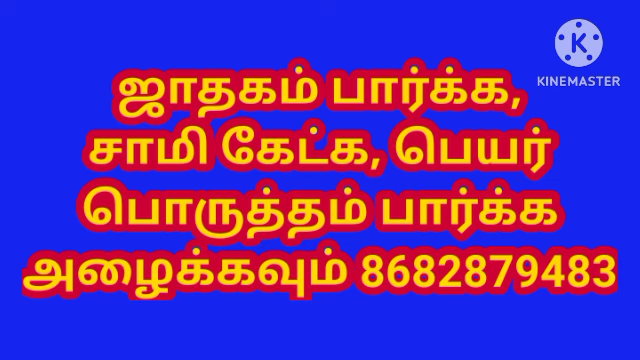 KINEMASTER
ஜாதகம் பார்க்க,
சாமி கேட்க, பெயர்
பொருத்தம் பார்க்க
அழைக்கவும் 8682879483